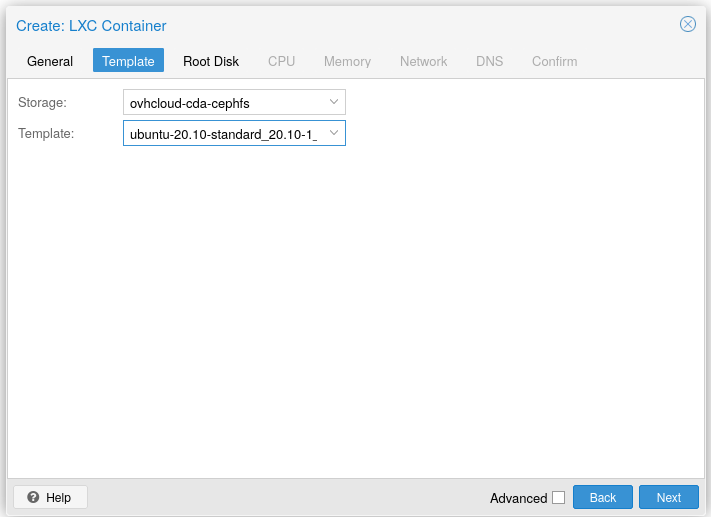 Create: LXC Container
General Template Root Disk CPU Memory Network DNS Confirm
Storage: ovhcloud-cda-cephfs
Template: ubuntu-20.10-standard_20.10-1_
Help Advanced Back Next